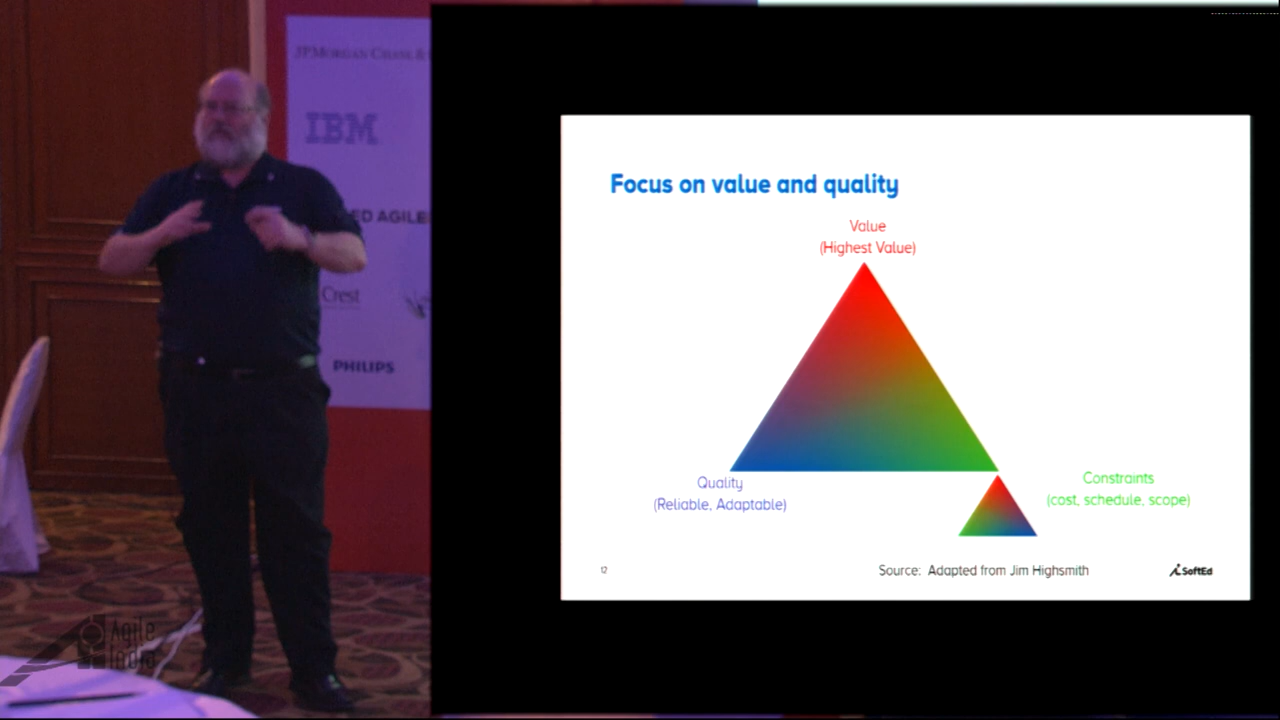 JPMORGAN CHASE &
IBM
ED AGILE
Crest
PHILIPS
Agile
India
Focus on value and quality
Value
(Highest Value)
Quality
(Reliable, Adaptable)
Constraints
(cost, schedule, scope)
12
Source: Adapted from Jim Highsmith
SoftEd